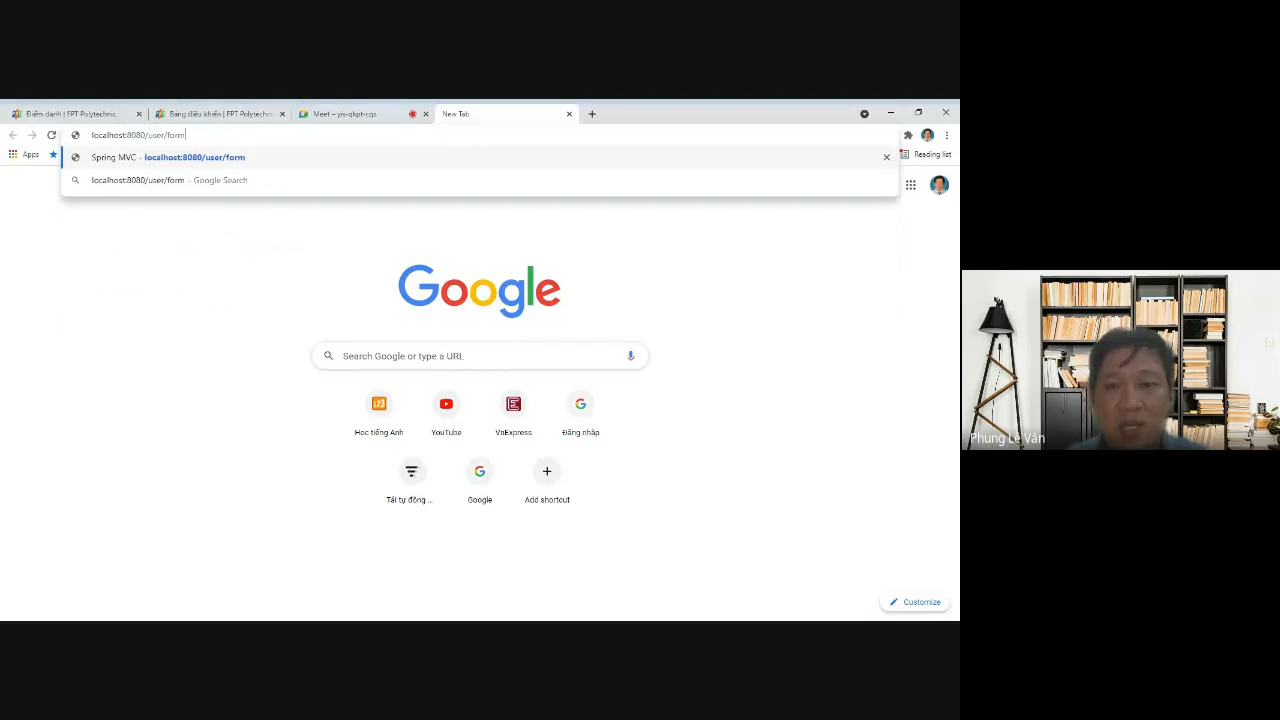 Điểm danh | FPT Polytechnic
Bảng điều khiển | FPT Polytechnic
Meet – yis-qkpt-cqs
New Tab
localhost:8080/user/form
Apps
Spring MVC - localhost:8080/user/form
Reading list
localhost:8080/user/form - Google Search
Google
Search Google or type a URL
Học tiếng Anh
YouTube
VnExpress
Đăng nhập
Tải tự động ...
Google
Add shortcut
Customize
Phung Lê Văn